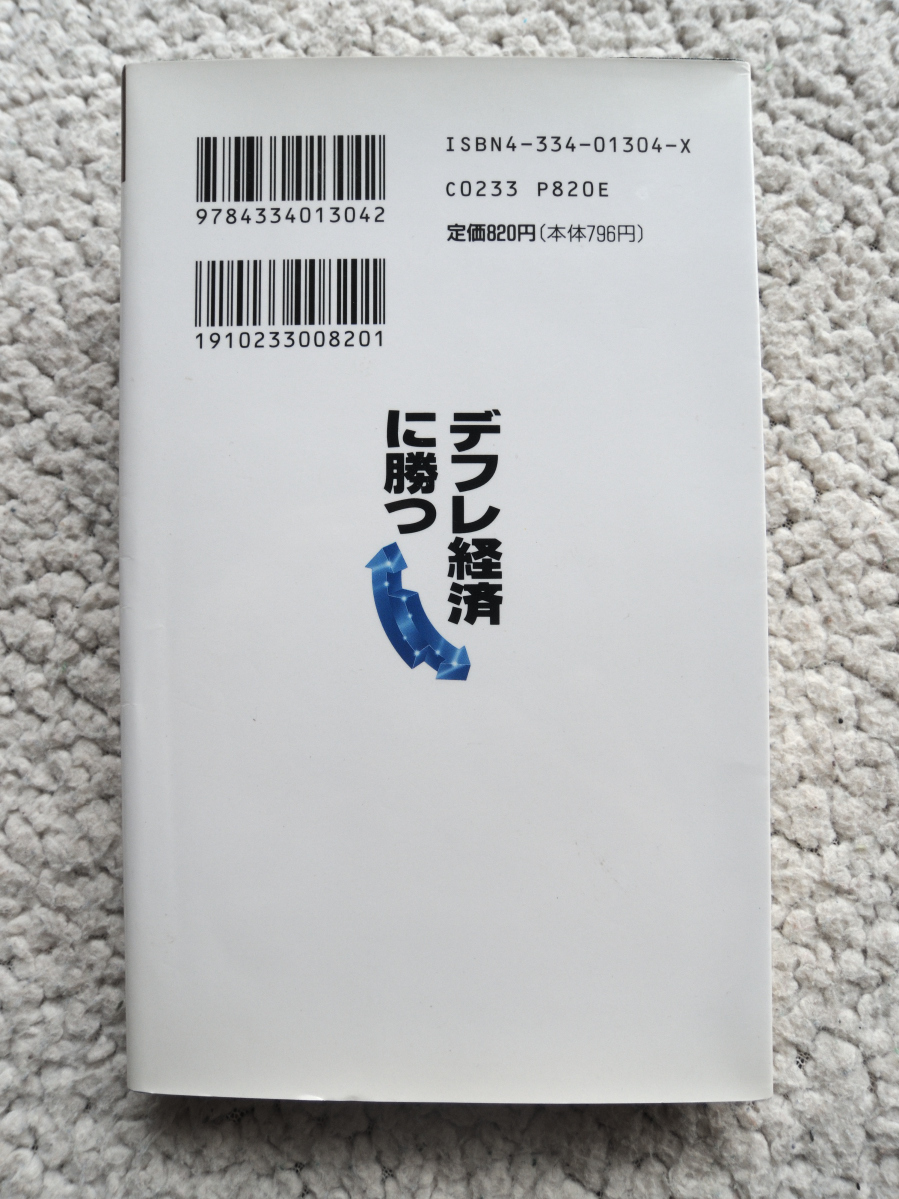 9784334013042
1910233008201
ISBN4-334-01304-X
C0233 P820E
定価820円(本体796円)
デフレ経済
に勝つ